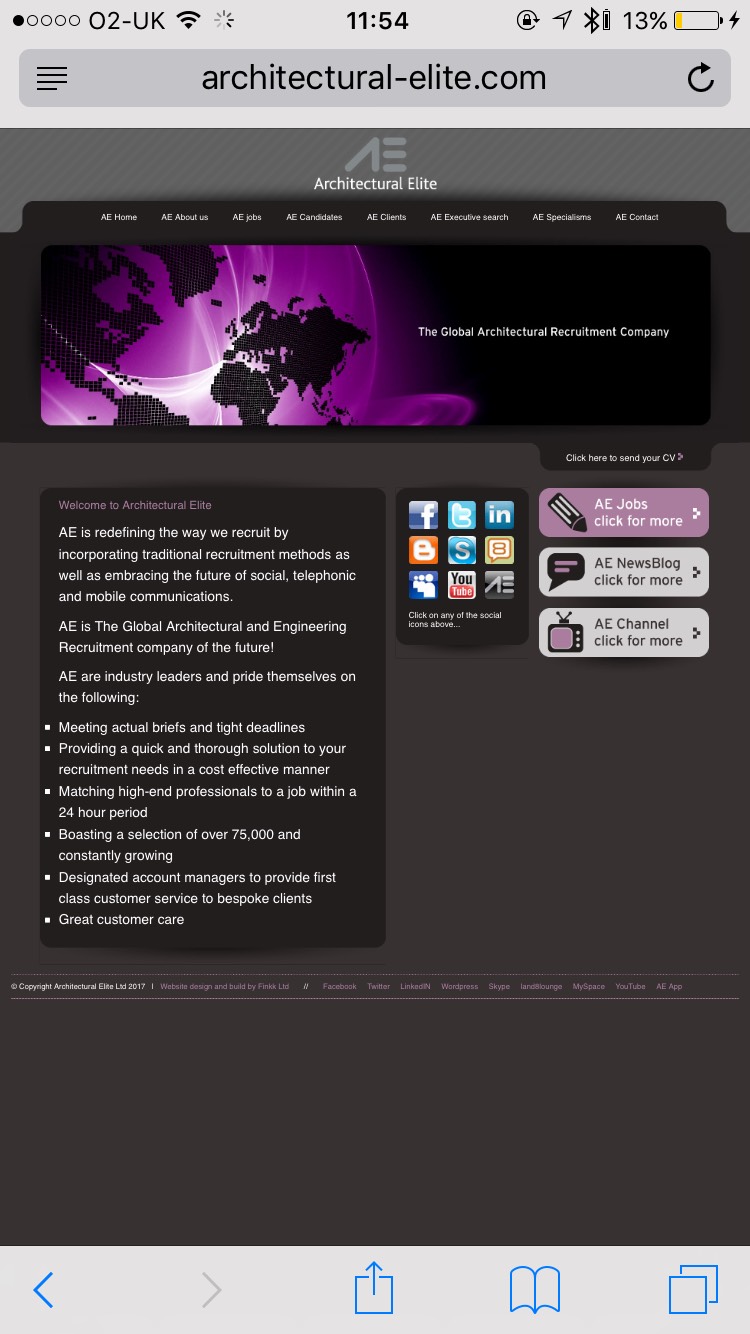 O2-UK 11:54 13%
architectural-elite.com
AE
Architectural Elite
AE Home AE About us AE jobs AE Candidates AE Clients AE Executive search AE Specialisms AE Contact
The Global Architectural Recruitment Company
Click here to send your CV
Welcome to Architectural Elite
AE is redefining the way we recruit by
incorporating traditional recruitment methods as
well as embracing the future of social, telephonic
and mobile communications.
AE is The Global Architectural and Engineering
Recruitment company of the future!
AE are industry leaders and pride themselves on
the following:
Meeting actual briefs and tight deadlines
Providing a quick and thorough solution to your
recruitment needs in a cost effective manner
Matching high-end professionals to a job within a
24 hour period
Boasting a selection of over 75,000 and
constantly growing
Designated account managers to provide first
class customer service to bespoke clients
Great customer care
f t in
B S 8
You
Tube AE
Click on any of the social
icons above...
AE Jobs
click for more
AE NewsBlog
click for more
AE Channel
click for more
© Copyright Architectural Elite Ltd 2017 | Website design and build by Finkk Ltd // Facebook Twitter LinkedIN Wordpress Skype land8lounge MySpace YouTube AE App